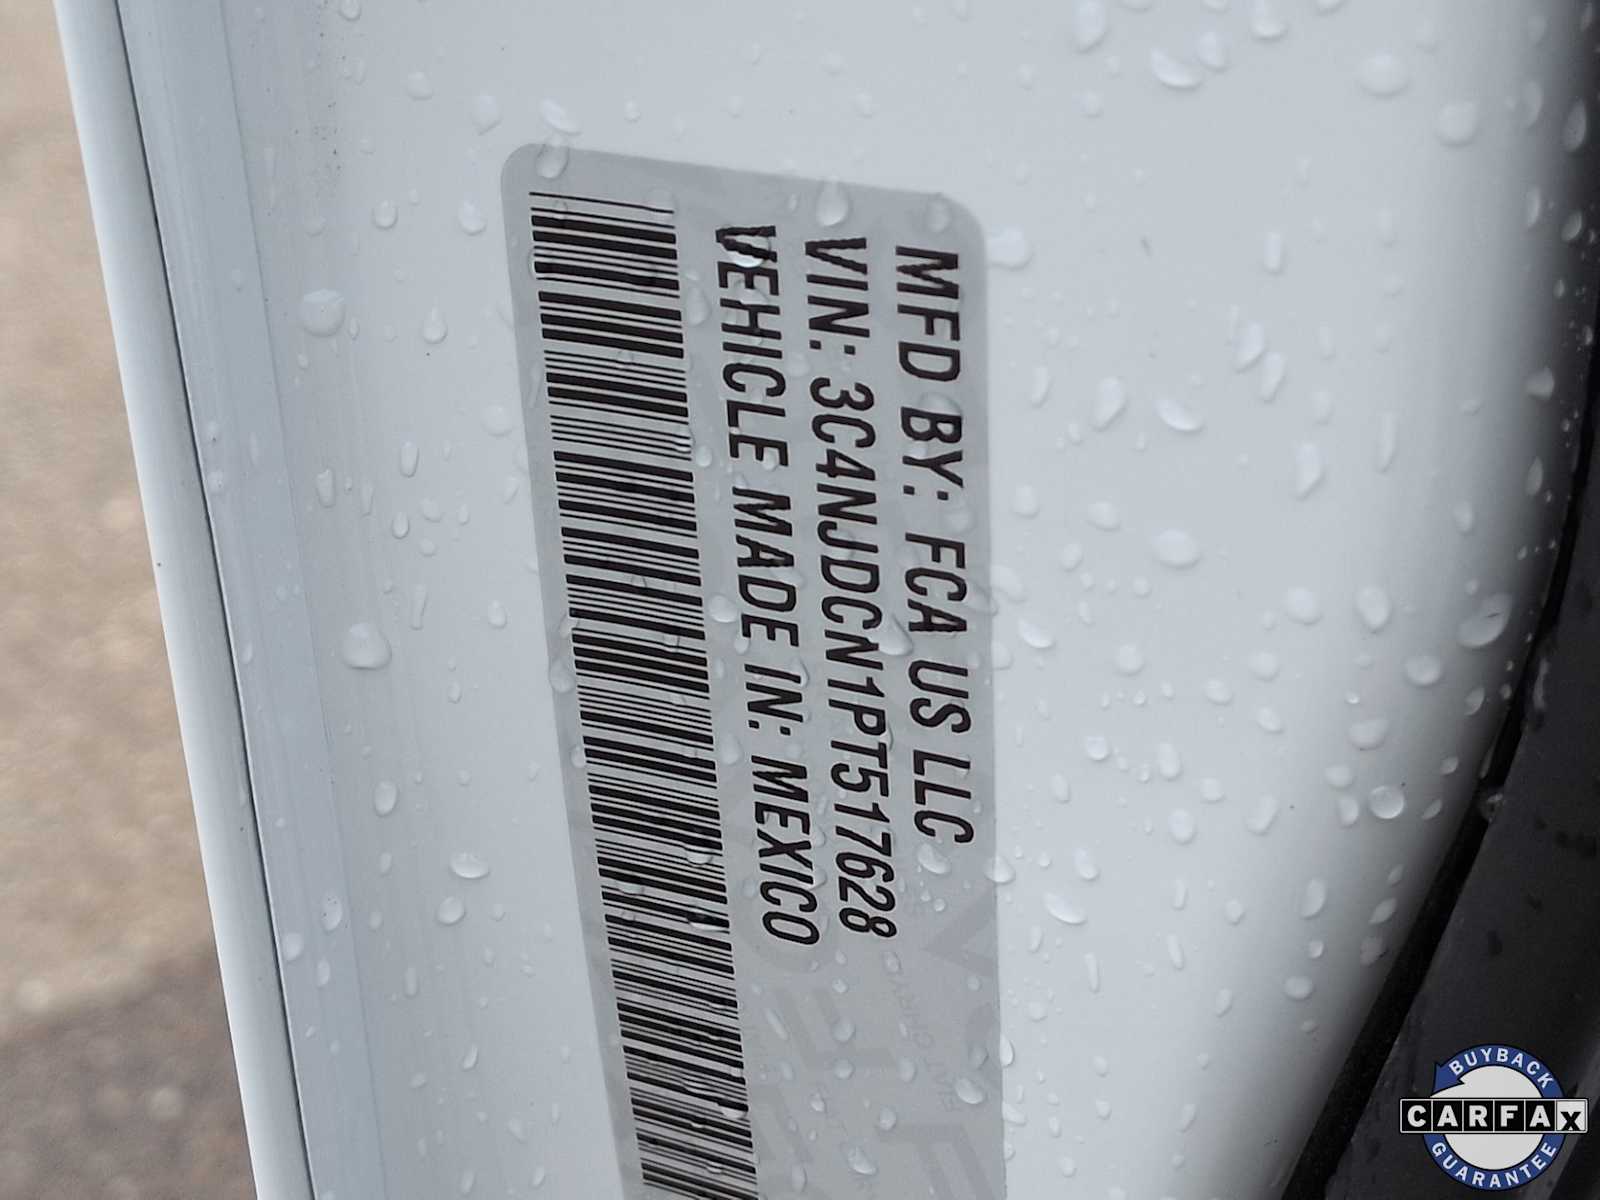 MFD BY: FCA US LLC
VIN: 3C4NJDCN1PT517628
VEHICLE MADE IN: MEXICO
BUYBACK
CARFAX
GUARANTEE